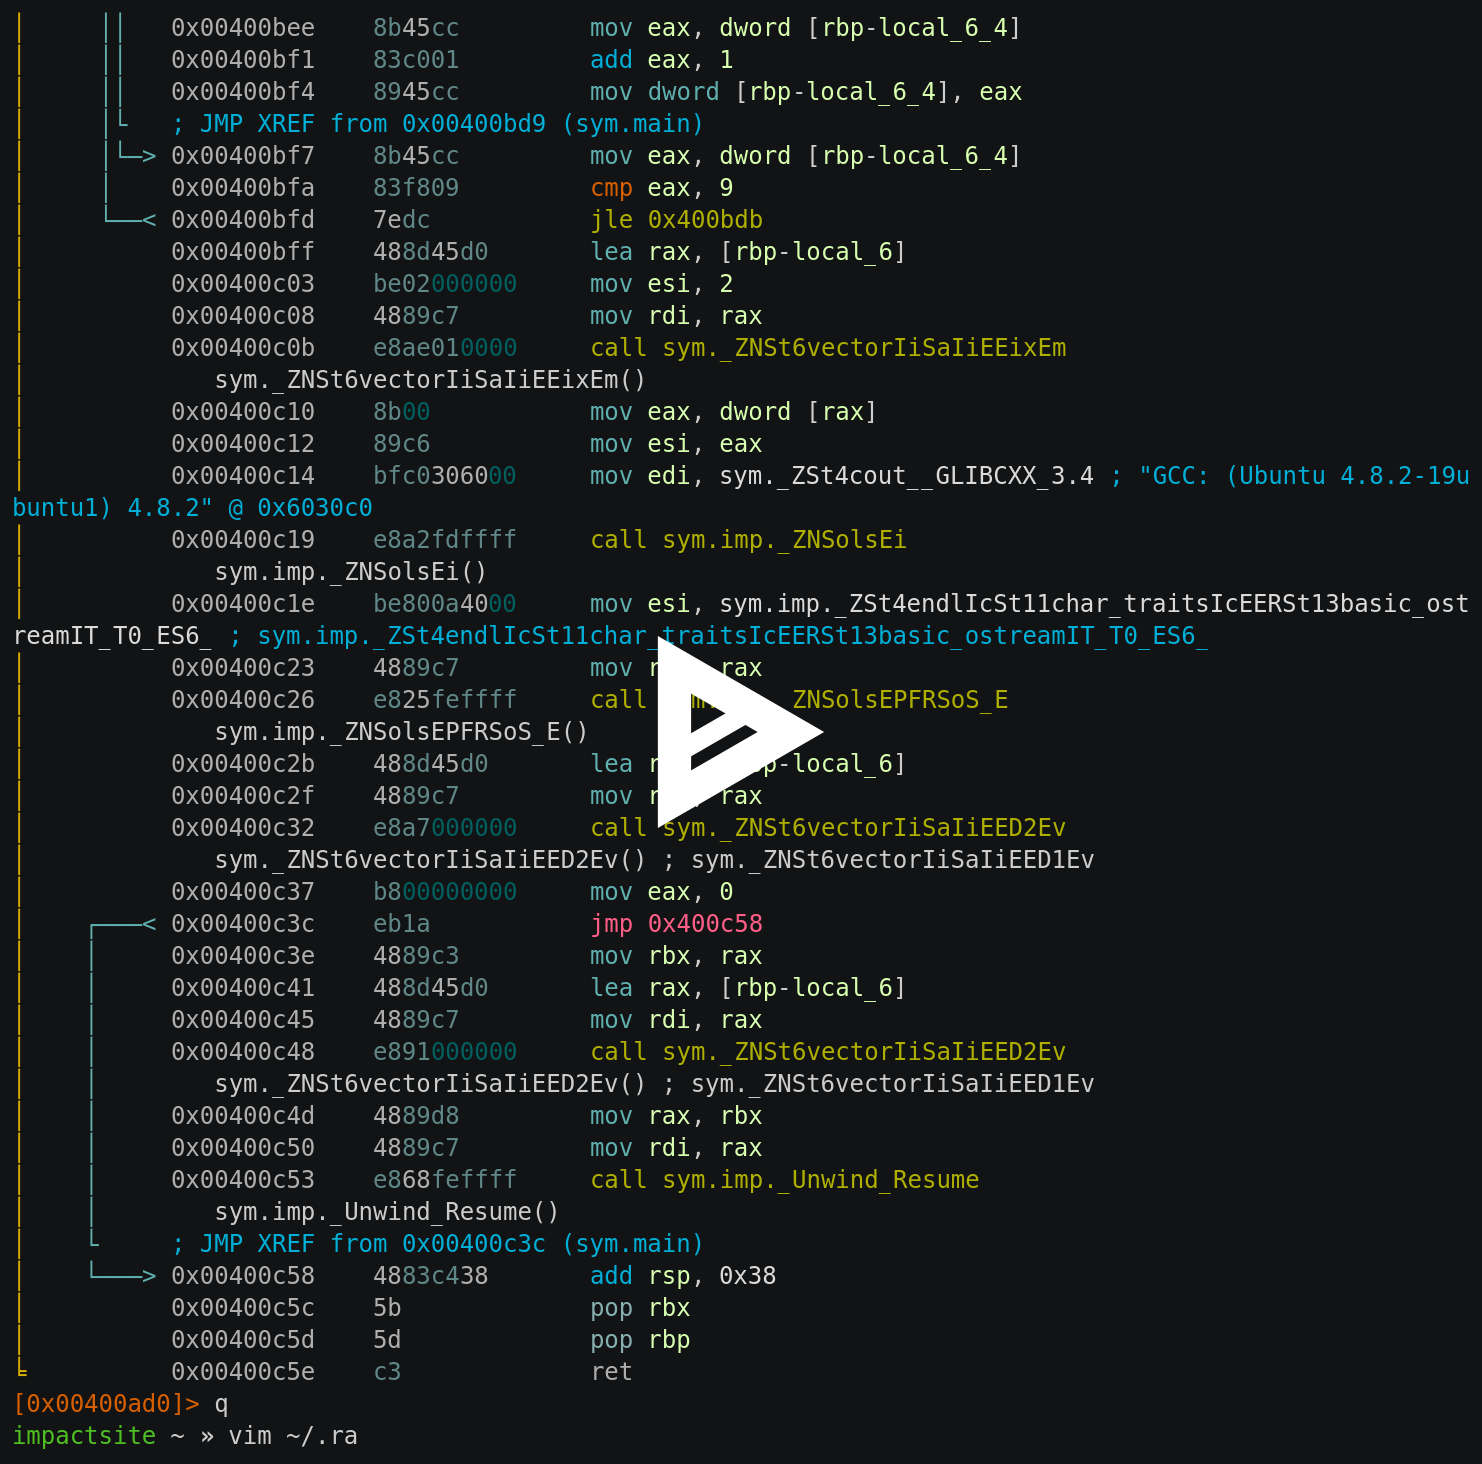 0x00400bee 8b45cc mov eax, dword [rbp-local_6_4]
0x00400bf1 83c001 add eax, 1
0x00400bf4 8945cc mov dword [rbp-local_6_4], eax
; JMP XREF from 0x00400bd9 (sym.main)
0x00400bf7 8b45cc mov eax, dword [rbp-local_6_4]
0x00400bfa 83f809 cmp eax, 9
0x00400bfd 7edc jle 0x400bdb
0x00400bff 488d45d0 lea rax, [rbp-local_6]
0x00400c03 be02000000 mov esi, 2
0x00400c08 4889c7 mov rdi, rax
0x00400c0b e8ae010000 call sym._ZNSt6vectorIiSaIiEEixEm
sym._ZNSt6vectorIiSaIiEEixEm()
0x00400c10 8b00 mov eax, dword [rax]
0x00400c12 89c6 mov esi, eax
0x00400c14 bfc0306000 mov edi, sym._ZSt4cout__GLIBCXX_3.4 ; "GCC: (Ubuntu 4.8.2-19u
buntu1) 4.8.2" @ 0x6030c0
0x00400c19 e8a2fdffff call sym.imp._ZNSolsEi
sym.imp._ZNSolsEi()
0x00400c1e be800a4000 mov esi, sym.imp._ZSt4endlIcSt11char_traitsIcEERSt13basic_ost
reamIT_T0_ES6_ ; sym.imp._ZSt4endlIcSt11char_traitsIcEERSt13basic_ostreamIT_T0_ES6_
0x00400c23 4889c7 mov rax
0x00400c26 e825feffff call ZNSolsEPFRSoS_E
sym.imp._ZNSolsEPFRSoS_E()
0x00400c2b 488d45d0 lea -local_6]
0x00400c2f 4889c7 mov rax
0x00400c32 e8a7000000 call sym._ZNSt6vectorIiSaIiEED2Ev
sym._ZNSt6vectorIiSaIiEED2Ev() ; sym._ZNSt6vectorIiSaIiEED1Ev
0x00400c37 b800000000 mov eax, 0
0x00400c3c eb1a jmp 0x400c58
0x00400c3e 4889c3 mov rbx, rax
0x00400c41 488d45d0 lea rax, [rbp-local_6]
0x00400c45 4889c7 mov rdi, rax
0x00400c48 e891000000 call sym._ZNSt6vectorIiSaIiEED2Ev
sym._ZNSt6vectorIiSaIiEED2Ev() ; sym._ZNSt6vectorIiSaIiEED1Ev
0x00400c4d 4889d8 mov rax, rbx
0x00400c50 4889c7 mov rdi, rax
0x00400c53 e868feffff call sym.imp._Unwind_Resume
sym.imp._Unwind_Resume()
; JMP XREF from 0x00400c3c (sym.main)
0x00400c58 4883c438 add rsp, 0x38
0x00400c5c 5b pop rbx
0x00400c5d 5d pop rbp
0x00400c5e c3 ret
[0x00400ad0]> q
impactsite ~ » vim ~/.ra